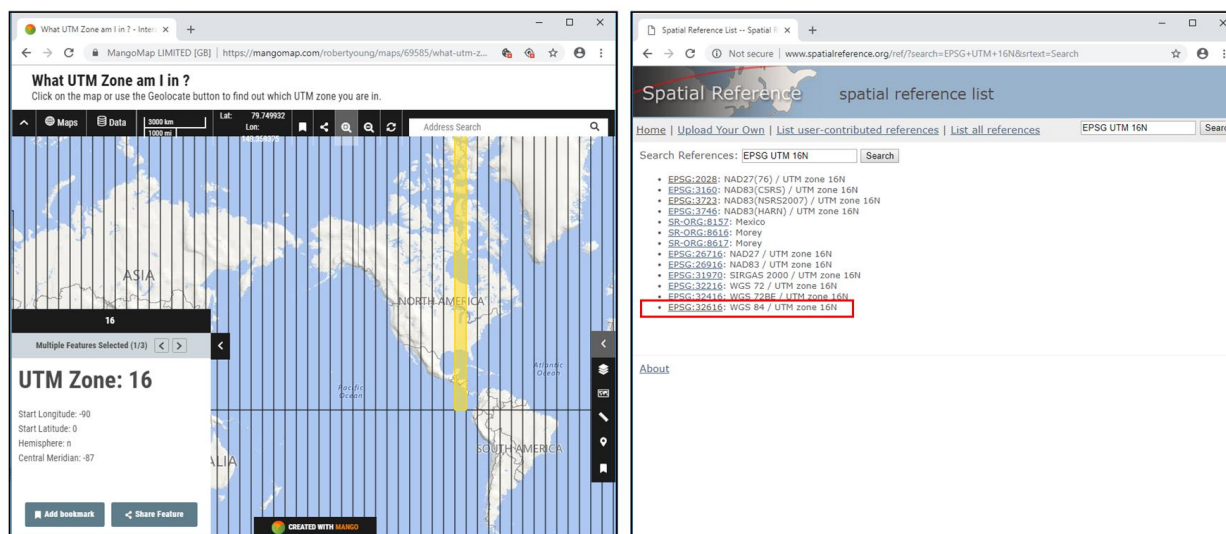 What UTM Zone am I in ? - Inter
MangoMap LIMITED [GB] | https://mangomap.com/robertyoung/maps/69585/what-utm-z...
What UTM Zone am I in ?
Click on the map or use the Geolocate button to find out which UTM zone you are in.
Maps
Data
3000 km
1000 mi
Lat: 79.749932
Lon:
Address Search
ASIA
NORTH AMERICA
16
Multiple Features Selected (1/3)
UTM Zone: 16
Pacific
Ocean
Atlantic
Ocean
Start Longitude: -90
Start Latitude: 0
Hemisphere: n
Central Meridian: -87
ALIA
SOUTH AMERICA
Add bookmark
Share Feature
CREATED WITH MANGO
Spatial Reference List -- Spatial R
Not secure | www.spatialreference.org/ref/?search=EPSG+UTM+16N&srtext=Search
Spatial Reference
spatial reference list
Home | Upload Your Own | List user-contributed references | List all references
EPSG UTM 16N
Searc
Search References: EPSG UTM 16N Search
• EPSG:2028: NAD27(76) / UTM zone 16N
• EPSG:3160: NAD83(CSRS) / UTM zone 16N
• EPSG:3723: NAD83(NSRS2007) / UTM zone 16N
• EPSG:3746: NAD83(HARN) / UTM zone 16N
• SR-ORG:8157: Mexico
• SR-ORG:8616: Morey
• SR-ORG:8617: Morey
• EPSG:26716: NAD27 / UTM zone 16N
• EPSG:26916: NAD83 / UTM zone 16N
• EPSG:31970: SIRGAS 2000 / UTM zone 16N
• EPSG:32216: WGS 72 / UTM zone 16N
• EPSG:32416: WGS 72BE / UTM zone 16N
• EPSG:32616: WGS 84 / UTM zone 16N
About